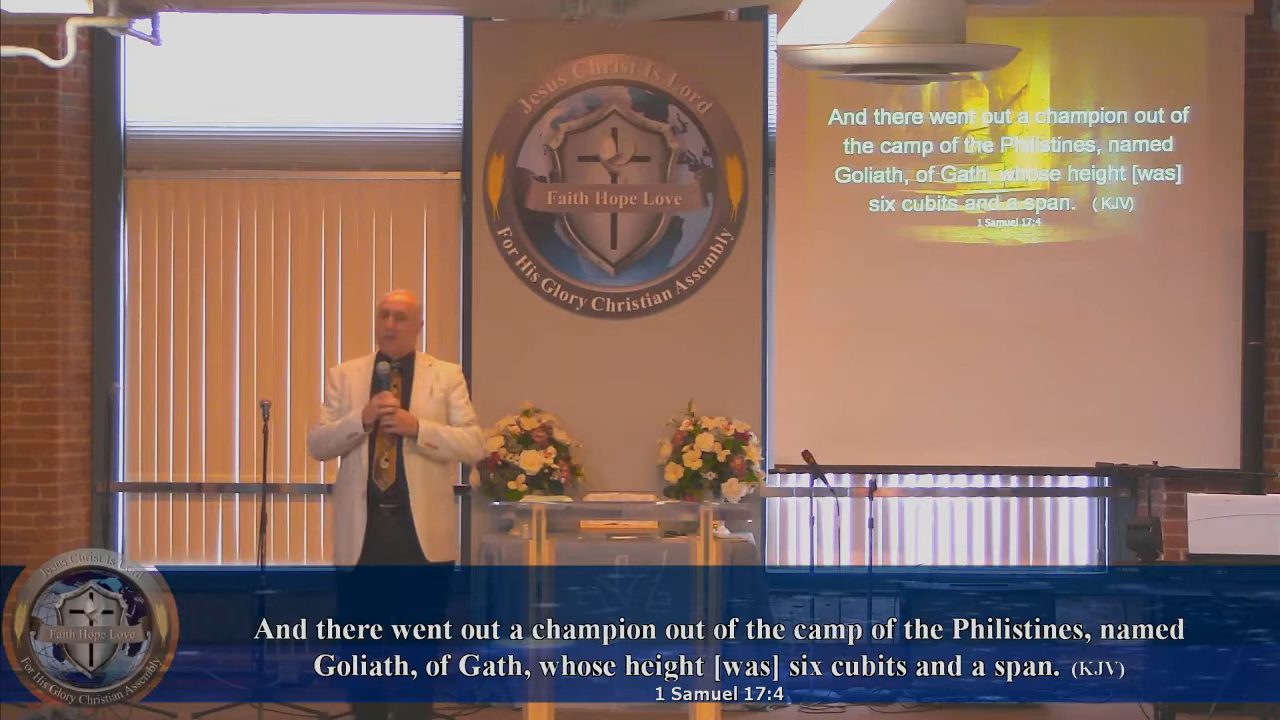 Jesus Christ Is Lord
Faith Hope Love
For His Glory Christian Assembly
And there went out a champion out of
the camp of the Philistines, named
Goliath, of Gath, whose height [was]
six cubits and a span. (KJV)
1 Samuel 17:4
Jesus Christ Is Lord
Faith Hope Love
For His Glory Christian Assembly
And there went out a champion out of the camp of the Philistines, named
Goliath, of Gath, whose height [was] six cubits and a span. (KJV)
1 Samuel 17:4